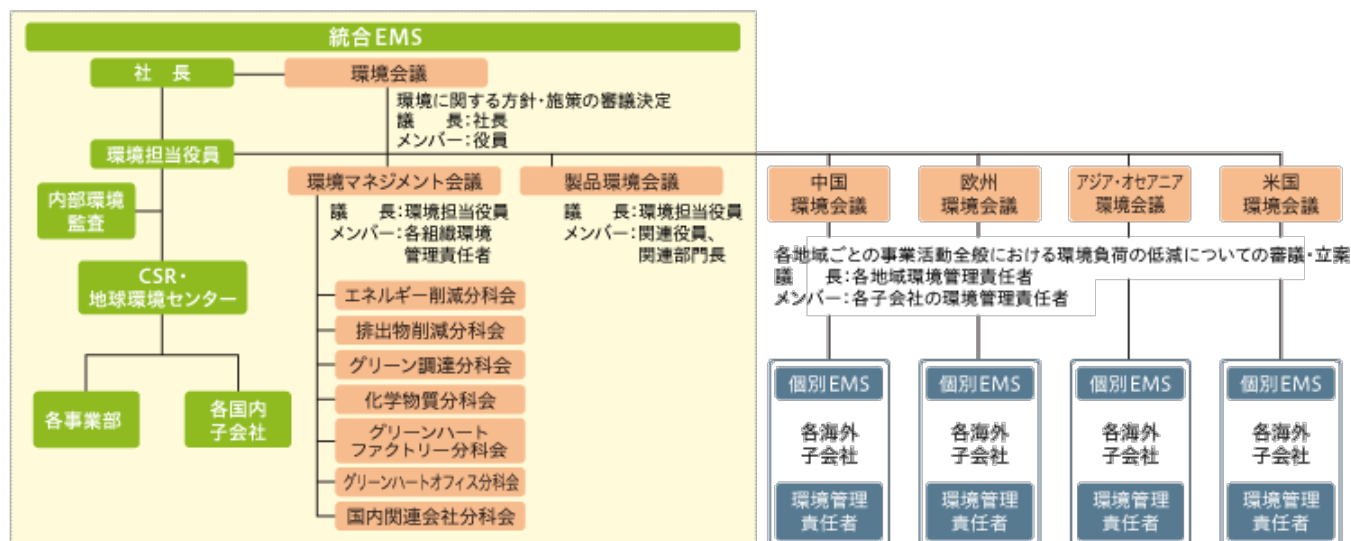 統合EMS
社　長
環境会議
環境に関する方針・施策の審議決定
議　　長：社長
メンバー：役員
環境担当役員
内部環境
監査
CSR・
地球環境センター
各事業部
各国内
子会社
環境マネジメント会議
議　　長：環境担当役員
メンバー：各組織環境
管理責任者
エネルギー削減分科会
排出物削減分科会
グリーン調達分科会
化学物質分科会
グリーンハート
ファクトリー分科会
グリーンハートオフィス分科会
国内関連会社分科会
製品環境会議
議　　長：環境担当役員
メンバー：関連役員、
関連部門長
中国
環境会議
欧州
環境会議
アジア・オセアニア
環境会議
米国
環境会議
各地域ごとの事業活動全般における環境負荷の低減についての審議・立案
議　　長：各地域環境管理責任者
メンバー：各子会社の環境管理責任者
個別EMS
各海外
子会社
環境管理
責任者
個別EMS
各海外
子会社
環境管理
責任者
個別EMS
各海外
子会社
環境管理
責任者
個別EMS
各海外
子会社
環境管理
責任者